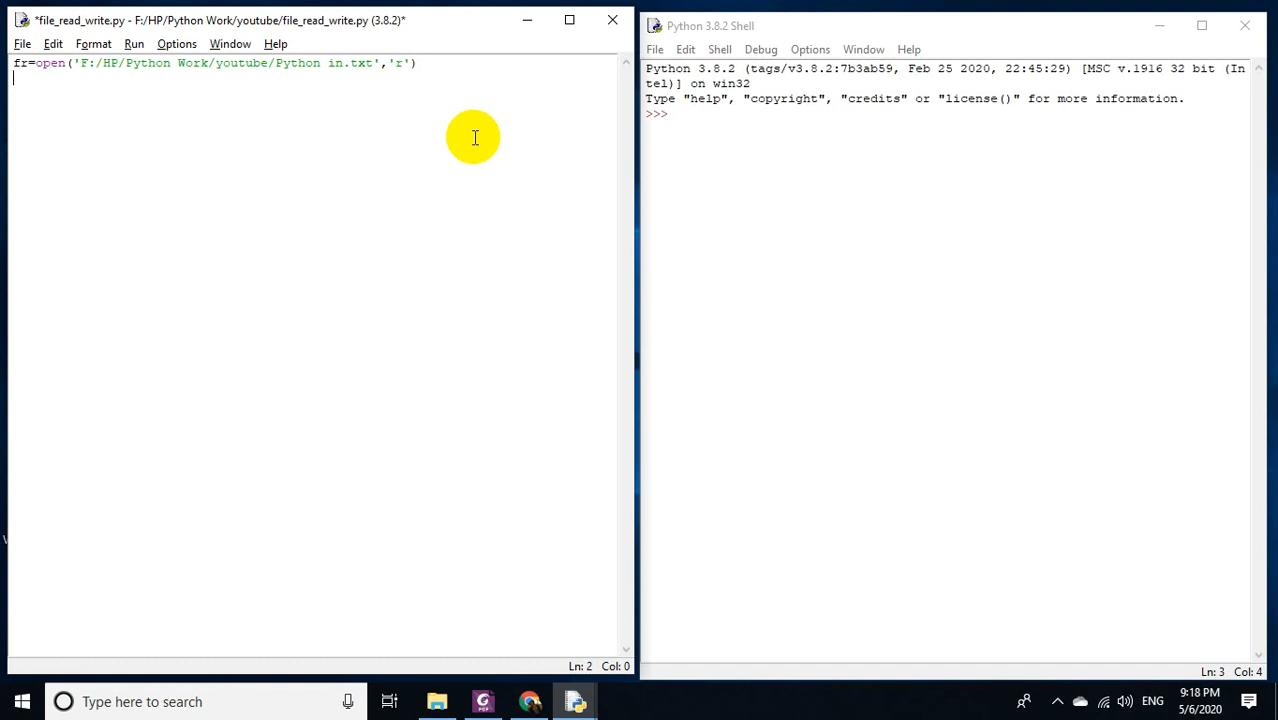 *file_read_write.py - F:/HP/Python Work/youtube/file_read_write.py (3.8.2)*
File Edit Format Run Options Window Help
fr=open('F:/HP/Python Work/youtube/Python in.txt','r')
Ln: 2 Col: 0
Python 3.8.2 Shell
File Edit Shell Debug Options Window Help
Python 3.8.2 (tags/v3.8.2:7b3ab59, Feb 25 2020, 22:45:29) [MSC v.1916 32 bit (In
tel)] on win32
Type "help", "copyright", "credits" or "license()" for more information.
>>>
Ln: 3 Col: 4
Type here to search
ENG
9:18 PM
5/6/2020